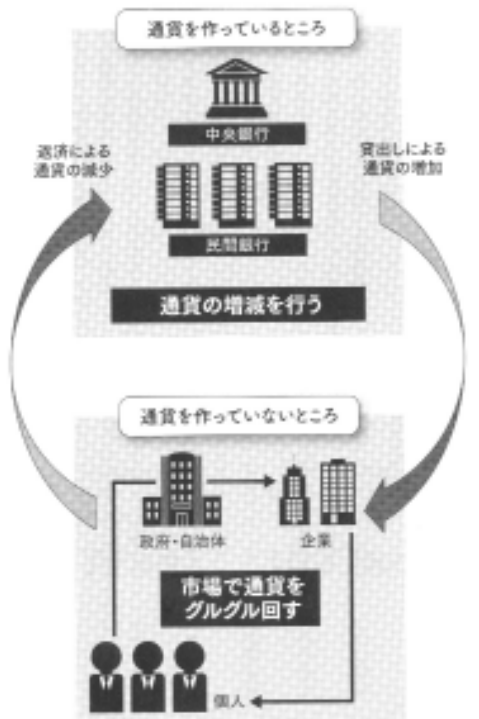 通貨を作っているところ
中央銀行
返済による
通貨の減少
貸出しによる
通貨の増加
民間銀行
通貨の増減を行う
通貨を作っていないところ
政府・自治体
企業
市場で通貨を
グルグル回す
個人